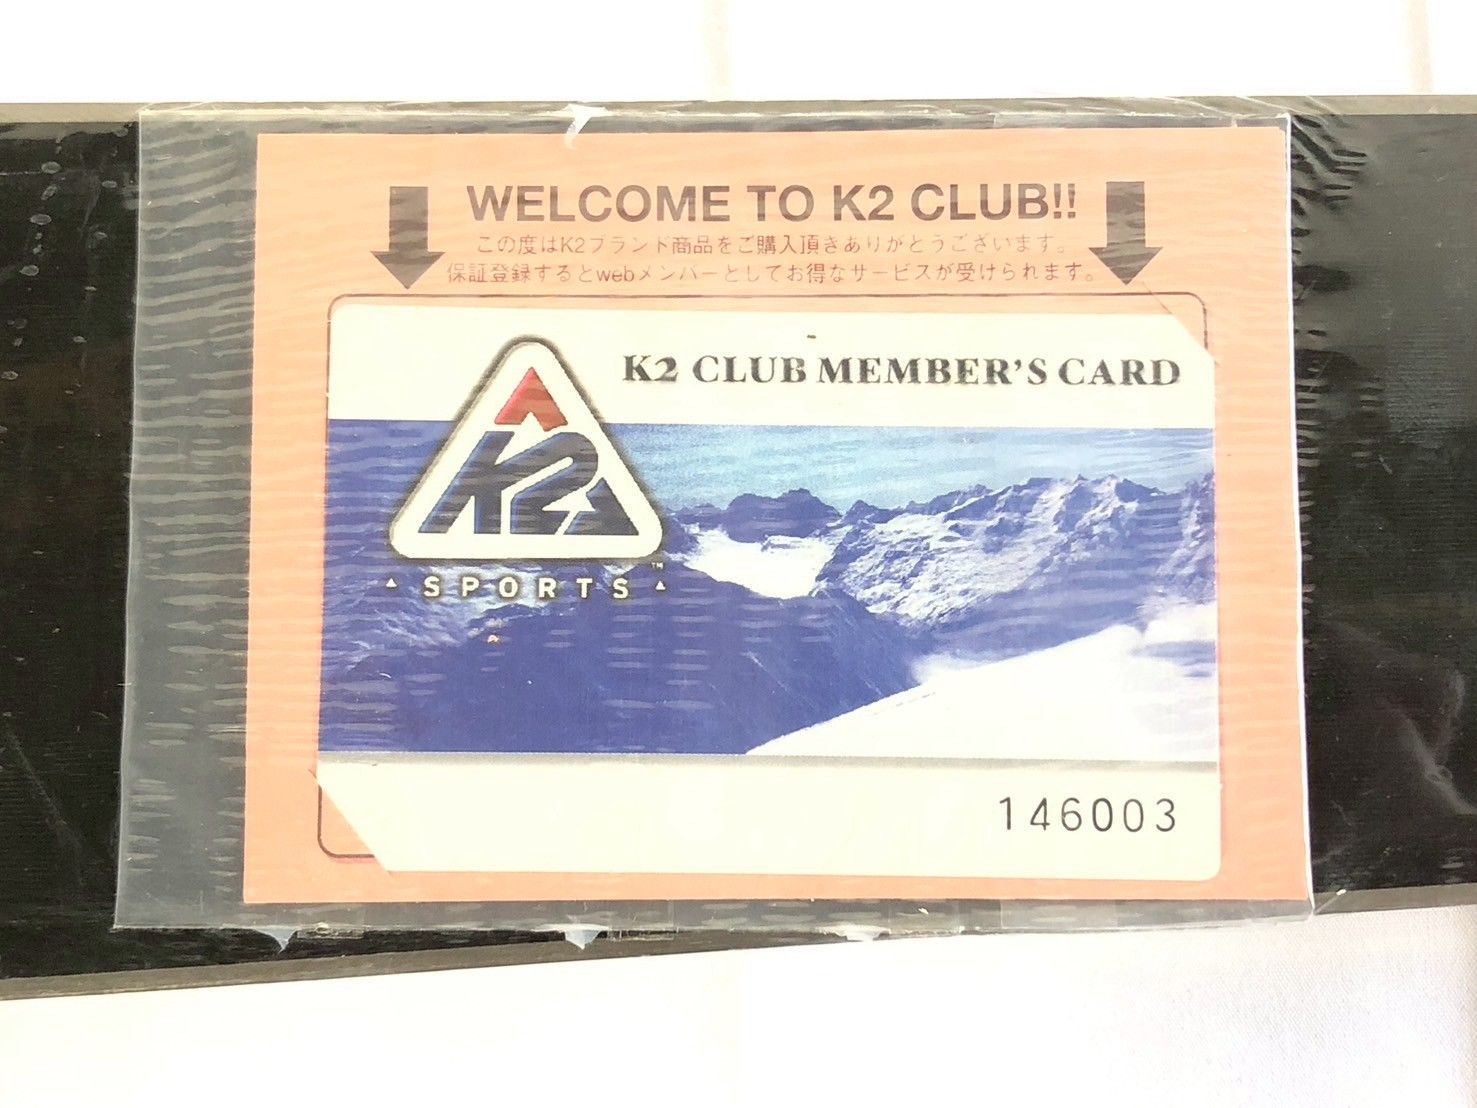 WELCOME TO K2 CLUB!!
この度はK2ブランド商品をご購入頂きありがとうございます。
保証登録するとwebメンバーとしてお得なサービスが受けられます。
K2 CLUB MEMBER'S CARD
K2
SPORTS™
146003